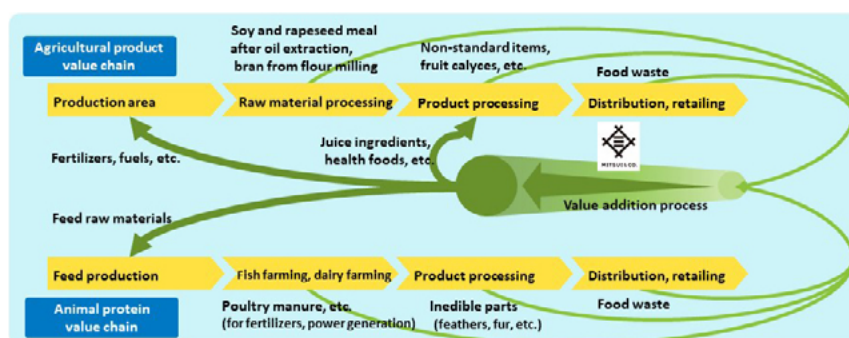 Agricultural product
value chain
Soy and rapeseed meal
after oil extraction,
bran from flour milling
Non-standard items,
fruit calyces, etc.
Food waste
Production area
Raw material processing
Product processing
Distribution, retailing
Juice ingredients,
health foods, etc.
Fertilizers, fuels, etc.
MITSUI & CO.
Value addition process
Feed raw materials
Feed production
Fish farming, dairy farming
Product processing
Distribution, retailing
Animal protein
value chain
Poultry manure, etc.
(for fertilizers, power generation)
Inedible parts
(feathers, fur, etc.)
Food waste